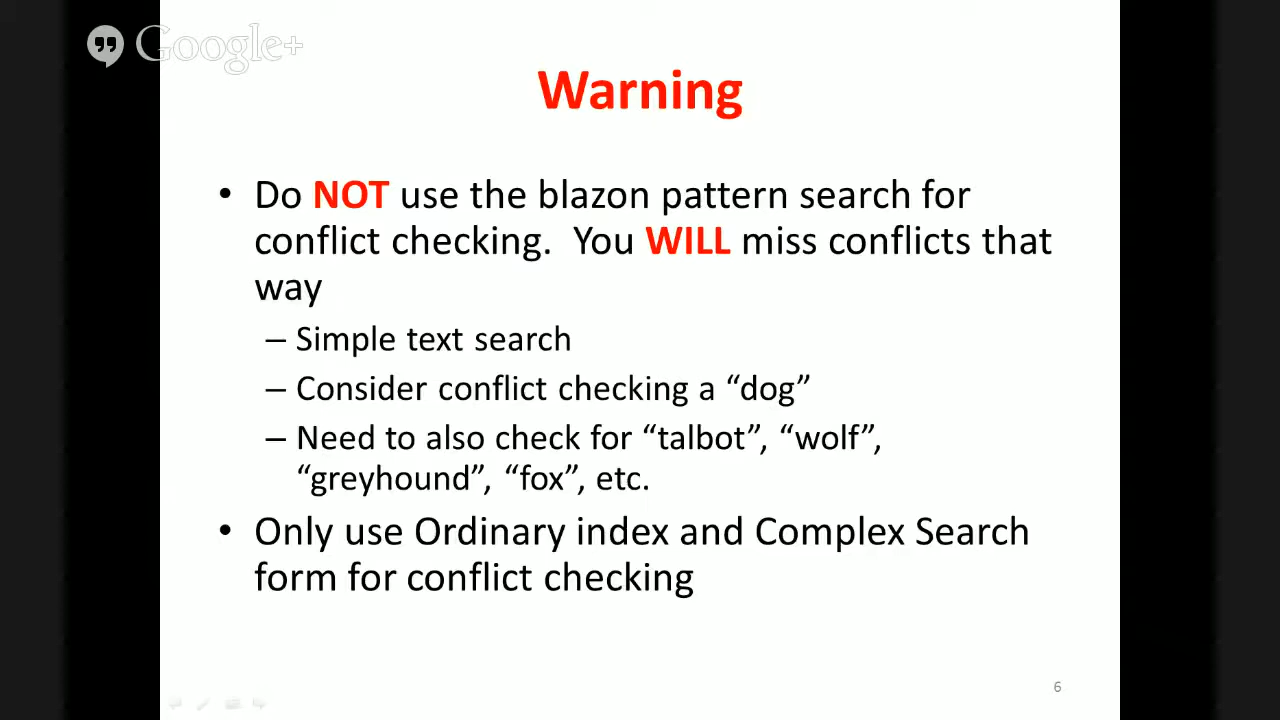 Google+
Warning
• Do NOT use the blazon pattern search for
conflict checking.  You WILL miss conflicts that
way
– Simple text search
– Consider conflict checking a “dog”
– Need to also check for “talbot”, “wolf”,
“greyhound”, “fox”, etc.
• Only use Ordinary index and Complex Search
form for conflict checking
6